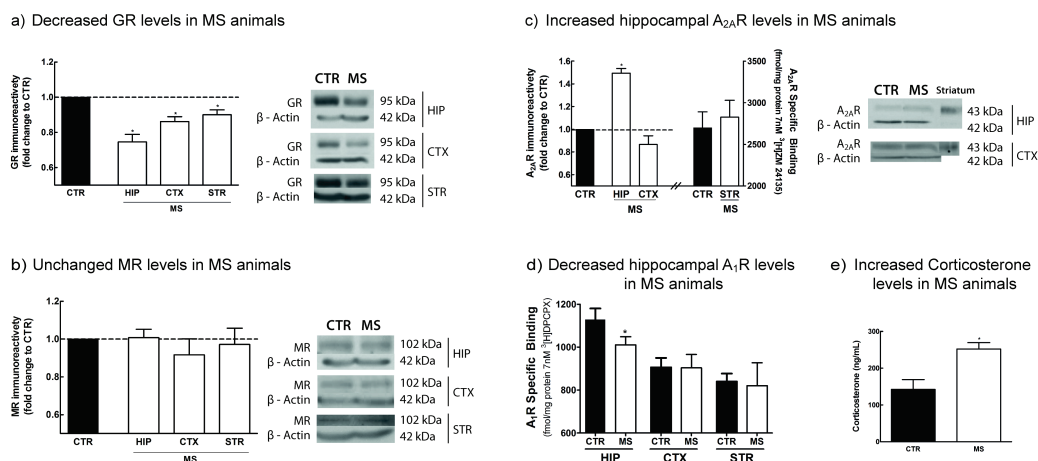 a) Decreased GR levels in MS animals
GR immunoreactivety
(fold change to CTR)
1.2
1.0
0.8
0.6
CTR
HIP
CTX
STR
MS
CTR MS
GR 95 kDa
β - Actin 42 kDa
HIP
GR 95 kDa
β - Actin 42 kDa
CTX
GR 95 kDa
β - Actin 42 kDa
STR
c) Increased hippocampal A2AR levels in MS animals
A2AR immunoreactivity
(fold change to CTR)
1.6
1.4
1.2
1.0
0.8
0.6
CTR
HIP
CTX
MS
CTR
STR
MS
3500
3000
2500
2000
A2AR Specific Binding
(fmol/mg protein 7nM ³[H]ZM 24135)
CTR MS Striatum
A2AR 43 kDa
β - Actin 42 kDa
HIP
A2AR 43 kDa
β - Actin 42 kDa
CTX
b) Unchanged MR levels in MS animals
MR immunoreactivety
(fold change to CTR)
1.2
1.0
0.8
0.6
CTR
HIP
CTX
STR
MS
CTR MS
MR 102 kDa
β - Actin 42 kDa
HIP
MR 102 kDa
β - Actin 42 kDa
CTX
MR 102 kDa
β - Actin 42 kDa
STR
d) Decreased hippocampal A1R levels
in MS animals
A1R Specific Binding
(fmol/mg protein 7nM ³[H]DPCPX)
1200
1000
800
600
CTR MS CTR MS CTR MS
HIP CTX STR
e) Increased Corticosterone
levels in MS animals
Corticosterone (ng/mL)
300
200
100
0
CTR MS